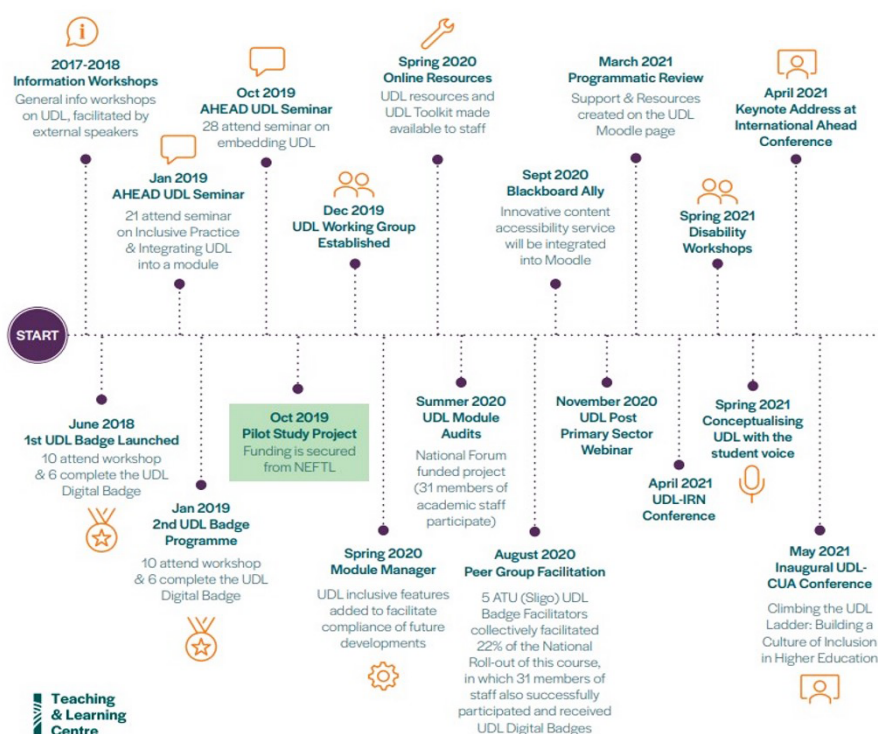 2017-2018
Information Workshops
General info workshops
on UDL, facilitated by
external speakers
Jan 2019
AHEAD UDL Seminar
21 attend seminar
on Inclusive Practice
& Integrating UDL
into a module
Oct 2019
AHEAD UDL Seminar
28 attend seminar on
embedding UDL
Dec 2019
UDL Working Group
Established
Spring 2020
Online Resources
UDL resources and
UDL Toolkit made
available to staff
Sept 2020
Blackboard Ally
Innovative content
accessibility service
will be integrated
into Moodle
March 2021
Programmatic Review
Support & Resources
created on the UDL
Moodle page
Spring 2021
Disability
Workshops
April 2021
Keynote Address at
International Ahead
Conference
START
June 2018
1st UDL Badge Launched
10 attend workshop
& 6 complete the UDL
Digital Badge
Jan 2019
2nd UDL Badge
Programme
10 attend workshop
& 6 complete the UDL
Digital Badge
Oct 2019
Pilot Study Project
Funding is secured
from NEFTL
Spring 2020
Module Manager
UDL inclusive features
added to facilitate
compliance of future
developments
Summer 2020
UDL Module
Audits
National Forum
funded project
(31 members of
academic staff
participate)
August 2020
Peer Group Facilitation
5 ATU (Sligo) UDL
Badge Facilitators
collectively facilitated
22% of the National
Roll-out of this course,
in which 31 members of
staff also successfully
participated and received
UDL Digital Badges
November 2020
UDL Post
Primary Sector
Webinar
April 2021
UDL-IRN
Conference
Spring 2021
Conceptualising
UDL with the
student voice
May 2021
Inaugural UDL-
CUA Conference
Climbing the UDL
Ladder: Building a
Culture of Inclusion
in Higher Education
Teaching
& Learning
Centre